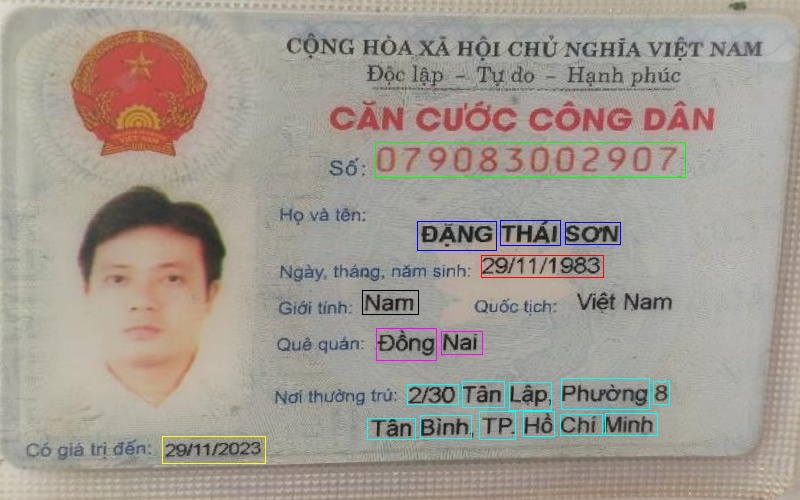 CỘNG HÒA XÃ HỘI CHỦ NGHĨA VIỆT NAM
Độc lập - Tự do - Hạnh phúc
CĂN CƯỚC CÔNG DÂN
Số: 079083002907
Họ và tên:
ĐẶNG THÁI SƠN
Ngày, tháng, năm sinh: 29/11/1983
Giới tính: Nam Quốc tịch: Việt Nam
Quê quán: Đồng Nai
Nơi thường trú: 2/30 Tân Lập, Phường 8
Tân Bình, TP. Hồ Chí Minh
Có giá trị đến: 29/11/2023